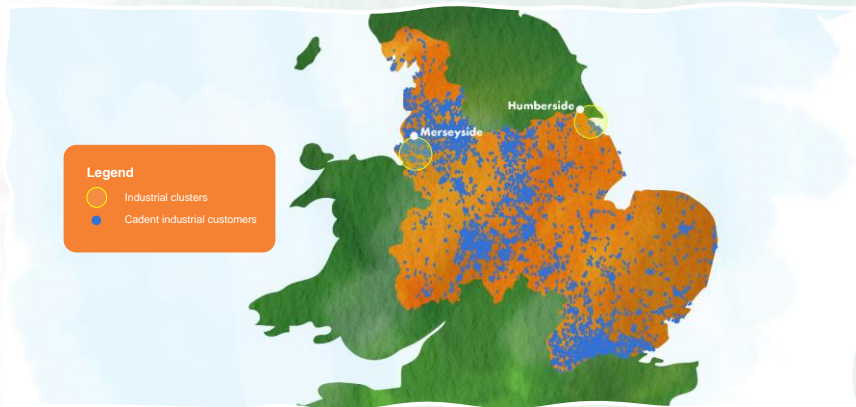 Humberside
Merseyside
Legend
Industrial clusters
Cadent industrial customers